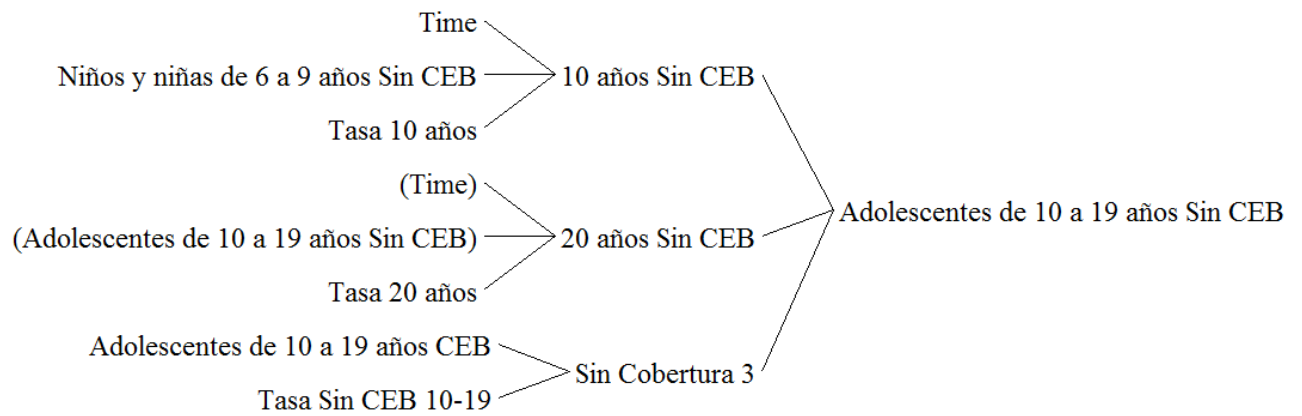 Time
Niños y niñas de 6 a 9 años Sin CEB
10 años Sin CEB
Tasa 10 años
(Time)
Adolescentes de 10 a 19 años Sin CEB
(Adolescentes de 10 a 19 años Sin CEB)
20 años Sin CEB
Tasa 20 años
Adolescentes de 10 a 19 años CEB
Sin Cobertura 3
Tasa Sin CEB 10-19